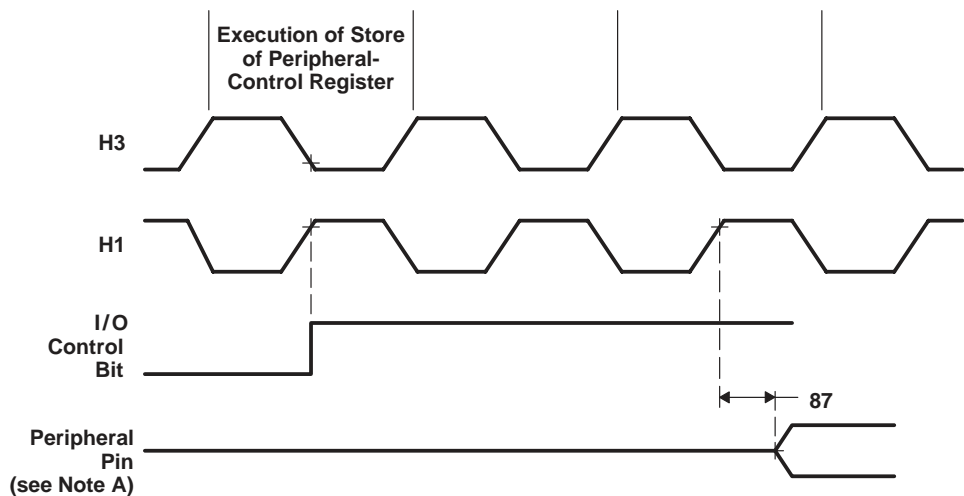 Execution of Store
of Peripheral-
Control Register
H3
H1
I/O
Control
Bit
87
Peripheral
Pin
(see Note A)